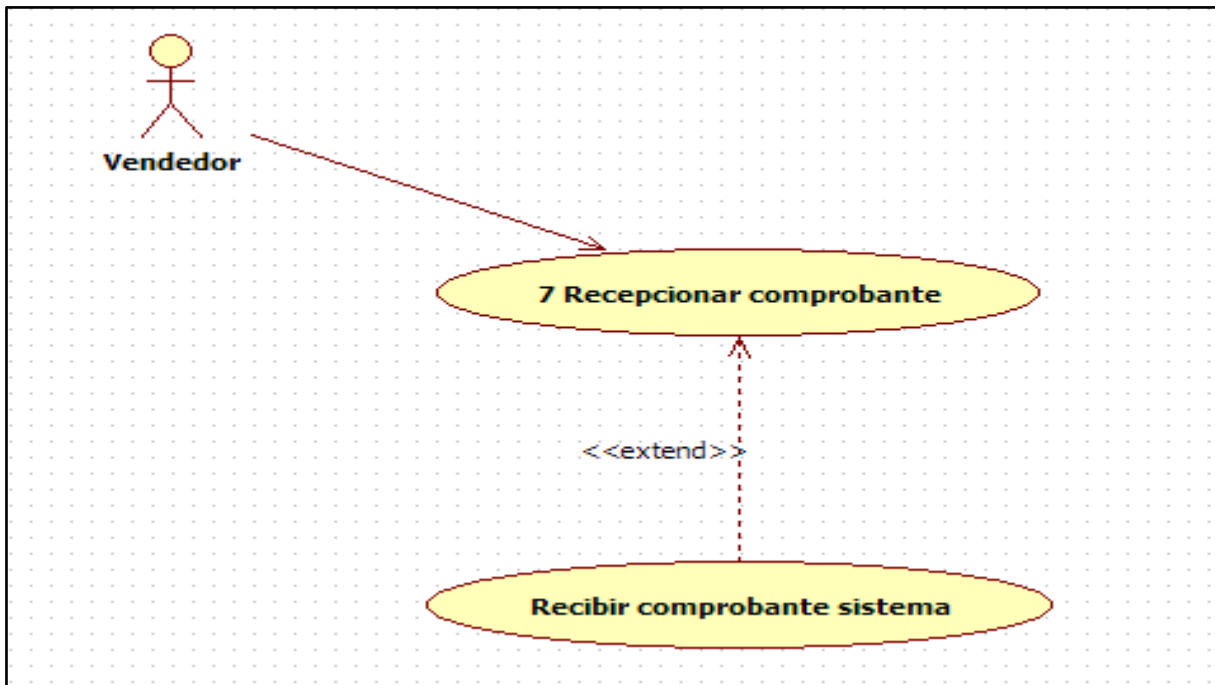 Vendedor
7 Recepcionar comprobante
<<extend>>
Recibir comprobante sistema